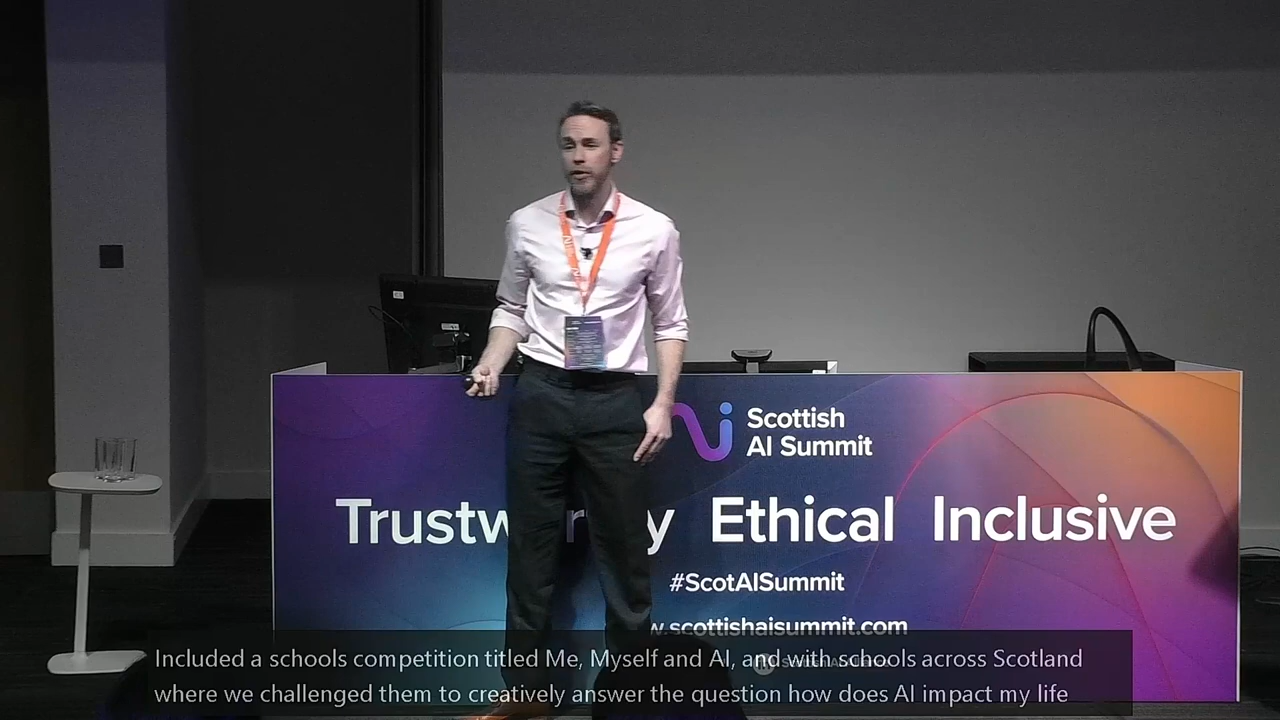 Scottish
AI Summit
Trustw r y Ethical Inclusive
#ScotAISummit
w.scottishaisummit.com
Included a schools competition titled Me, Myself and AI, and with schools across Scotland
where we challenged them to creatively answer the question how does AI impact my life